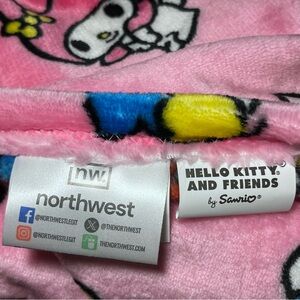 nw.
northwest
@NORTHWESTLEGIT @THENORTHWEST
@NORTHWESTLEGIT THENORTHWEST.COM
HELLO KITTY®
AND FRIENDS
by Sanrio®